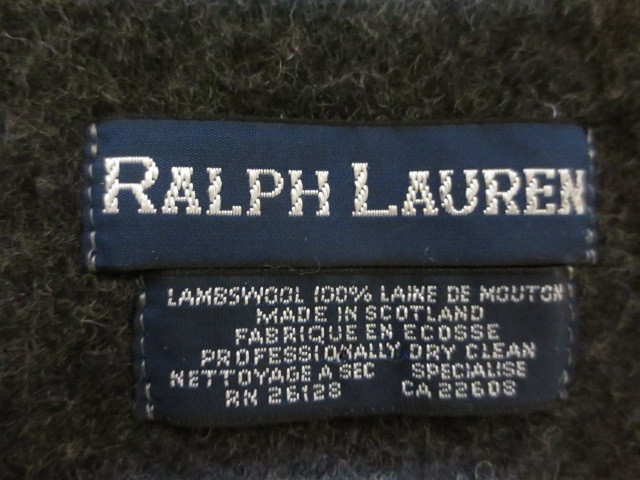 RALPH LAUREN
LAMBSWOOL 100% LAINE DE MOUTON
MADE IN SCOTLAND
FABRIQUE EN ECOSSE
PROFESSIONALLY DRY CLEAN
NETTOYAGE A SEC SPECIALISE
RN 26128 CA 22608